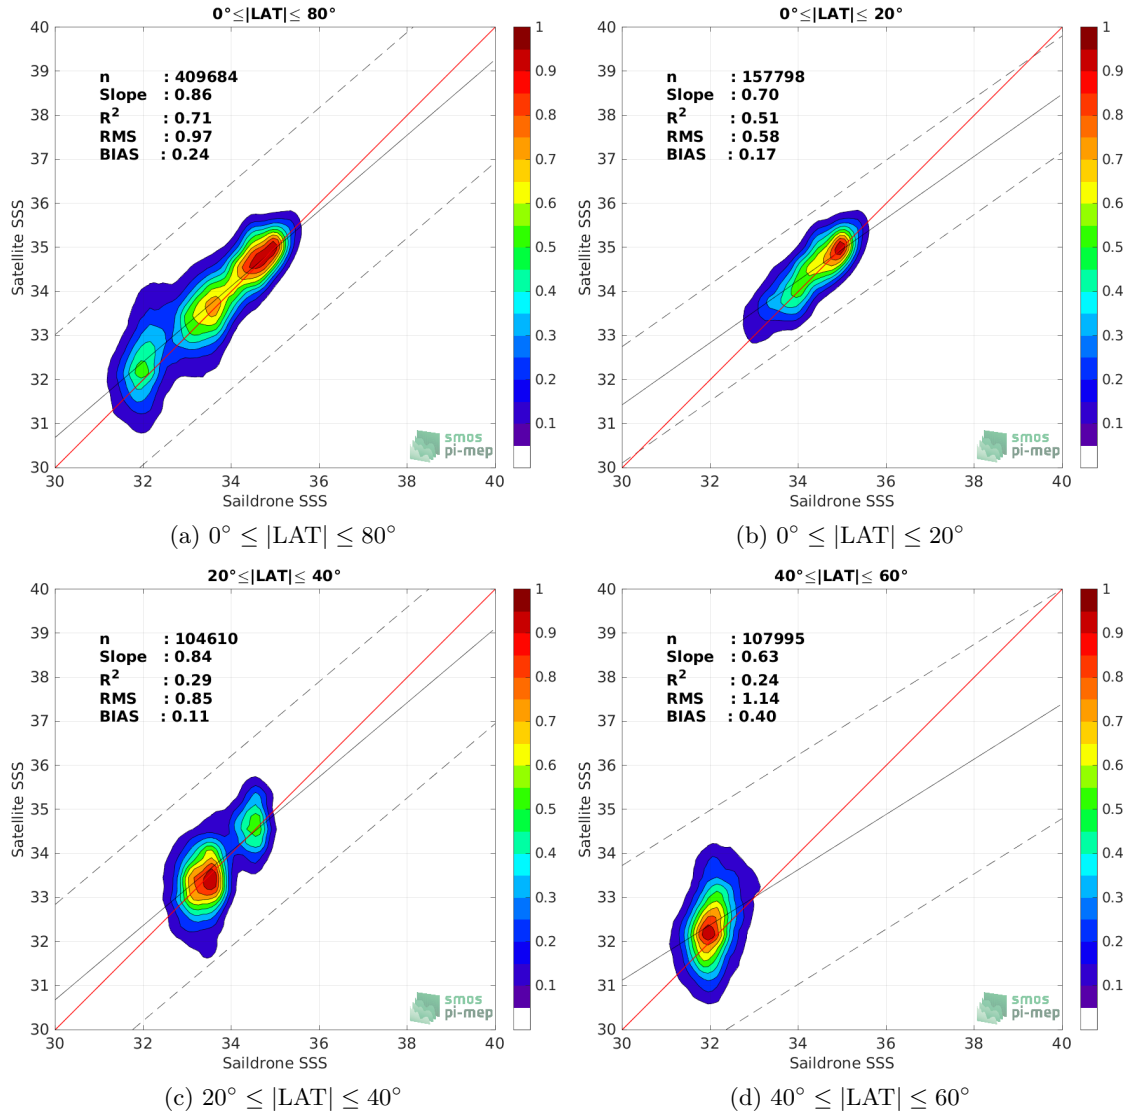 0°≤|LAT|≤ 80°
n : 409684
Slope : 0.86
R² : 0.71
RMS : 0.97
BIAS : 0.24
Satellite SSS
40
39
38
37
36
35
34
33
32
31
30
30 32 34 36 38 40
Saildrone SSS
1
0.9
0.8
0.7
0.6
0.5
0.4
0.3
0.2
0.1
smos
pi-mep
(a) 0° ≤ |LAT| ≤ 80°
0°≤|LAT|≤ 20°
n : 157798
Slope : 0.70
R² : 0.51
RMS : 0.58
BIAS : 0.17
Satellite SSS
40
39
38
37
36
35
34
33
32
31
30
30 32 34 36 38 40
Saildrone SSS
1
0.9
0.8
0.7
0.6
0.5
0.4
0.3
0.2
0.1
smos
pi-mep
(b) 0° ≤ |LAT| ≤ 20°
20°≤|LAT|≤ 40°
n : 104610
Slope : 0.84
R² : 0.29
RMS : 0.85
BIAS : 0.11
Satellite SSS
40
39
38
37
36
35
34
33
32
31
30
30 32 34 36 38 40
Saildrone SSS
1
0.9
0.8
0.7
0.6
0.5
0.4
0.3
0.2
0.1
smos
pi-mep
(c) 20° ≤ |LAT| ≤ 40°
40°≤|LAT|≤ 60°
n : 107995
Slope : 0.63
R² : 0.24
RMS : 1.14
BIAS : 0.40
Satellite SSS
40
39
38
37
36
35
34
33
32
31
30
30 32 34 36 38 40
Saildrone SSS
1
0.9
0.8
0.7
0.6
0.5
0.4
0.3
0.2
0.1
smos
pi-mep
(d) 40° ≤ |LAT| ≤ 60°